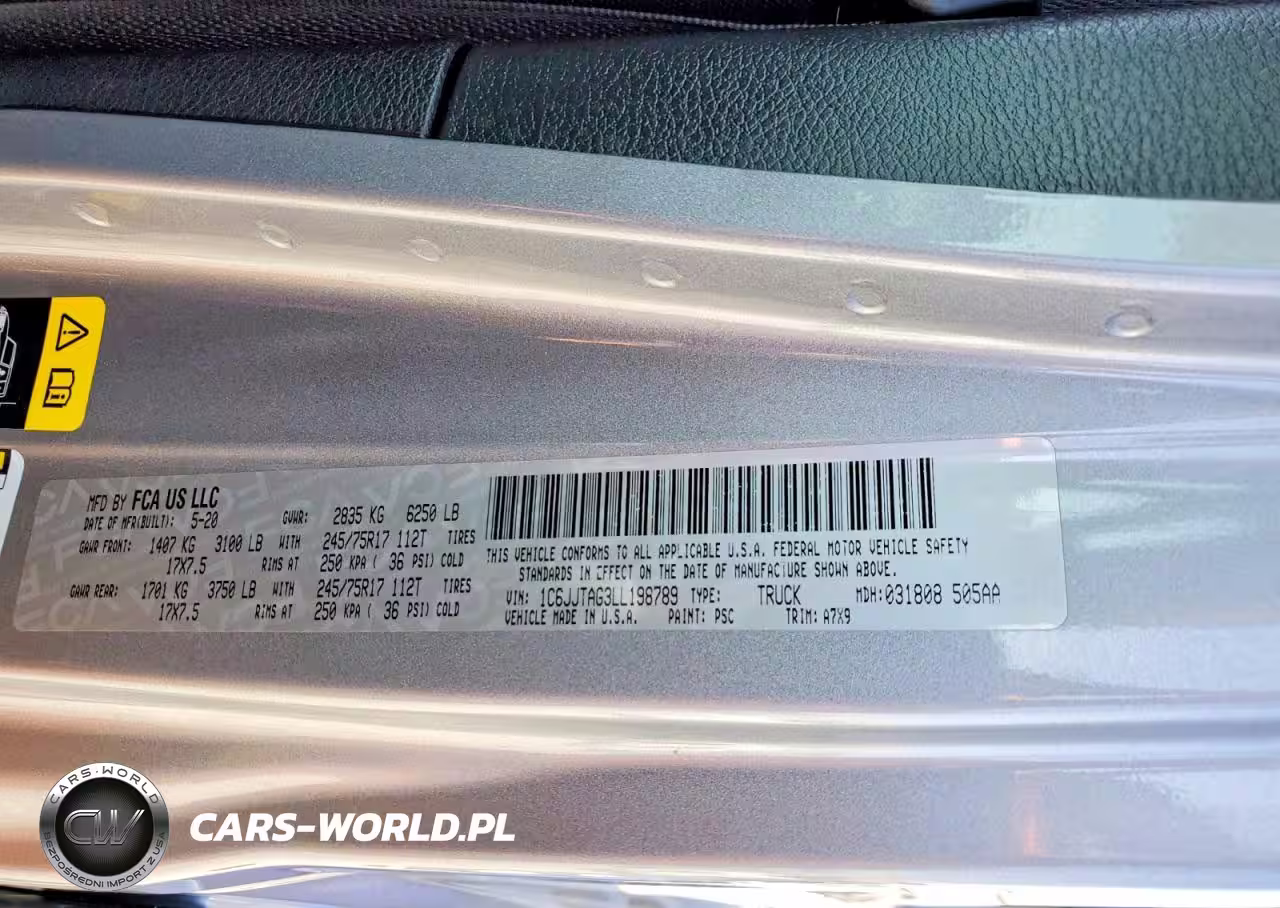 MFD BY FCA US LLC
DATE OF MFR(BUILT): 5-20 GVWR: 2835 KG 6250 LB
GAWR FRONT: 1407 KG 3100 LB WITH 245/75R17 112T TIRES
17X7.5 RIMS AT 250 KPA ( 36 PSI) COLD
GAWR REAR: 1701 KG 3750 LB WITH 245/75R17 112T TIRES
17X7.5 RIMS AT 250 KPA ( 36 PSI) COLD
THIS VEHICLE CONFORMS TO ALL APPLICABLE U.S.A. FEDERAL MOTOR VEHICLE SAFETY
STANDARDS IN EFFECT ON THE DATE OF MANUFACTURE SHOWN ABOVE.
VIN: 1C6JJTAG3LL196789 TYPE: TRUCK MDH:031808 505AA
VEHICLE MADE IN U.S.A. PAINT: PSC TRIM: A7X9
CARS-WORLD
CW
BEZPOŚREDNI IMPORT Z USA
CARS-WORLD.PL